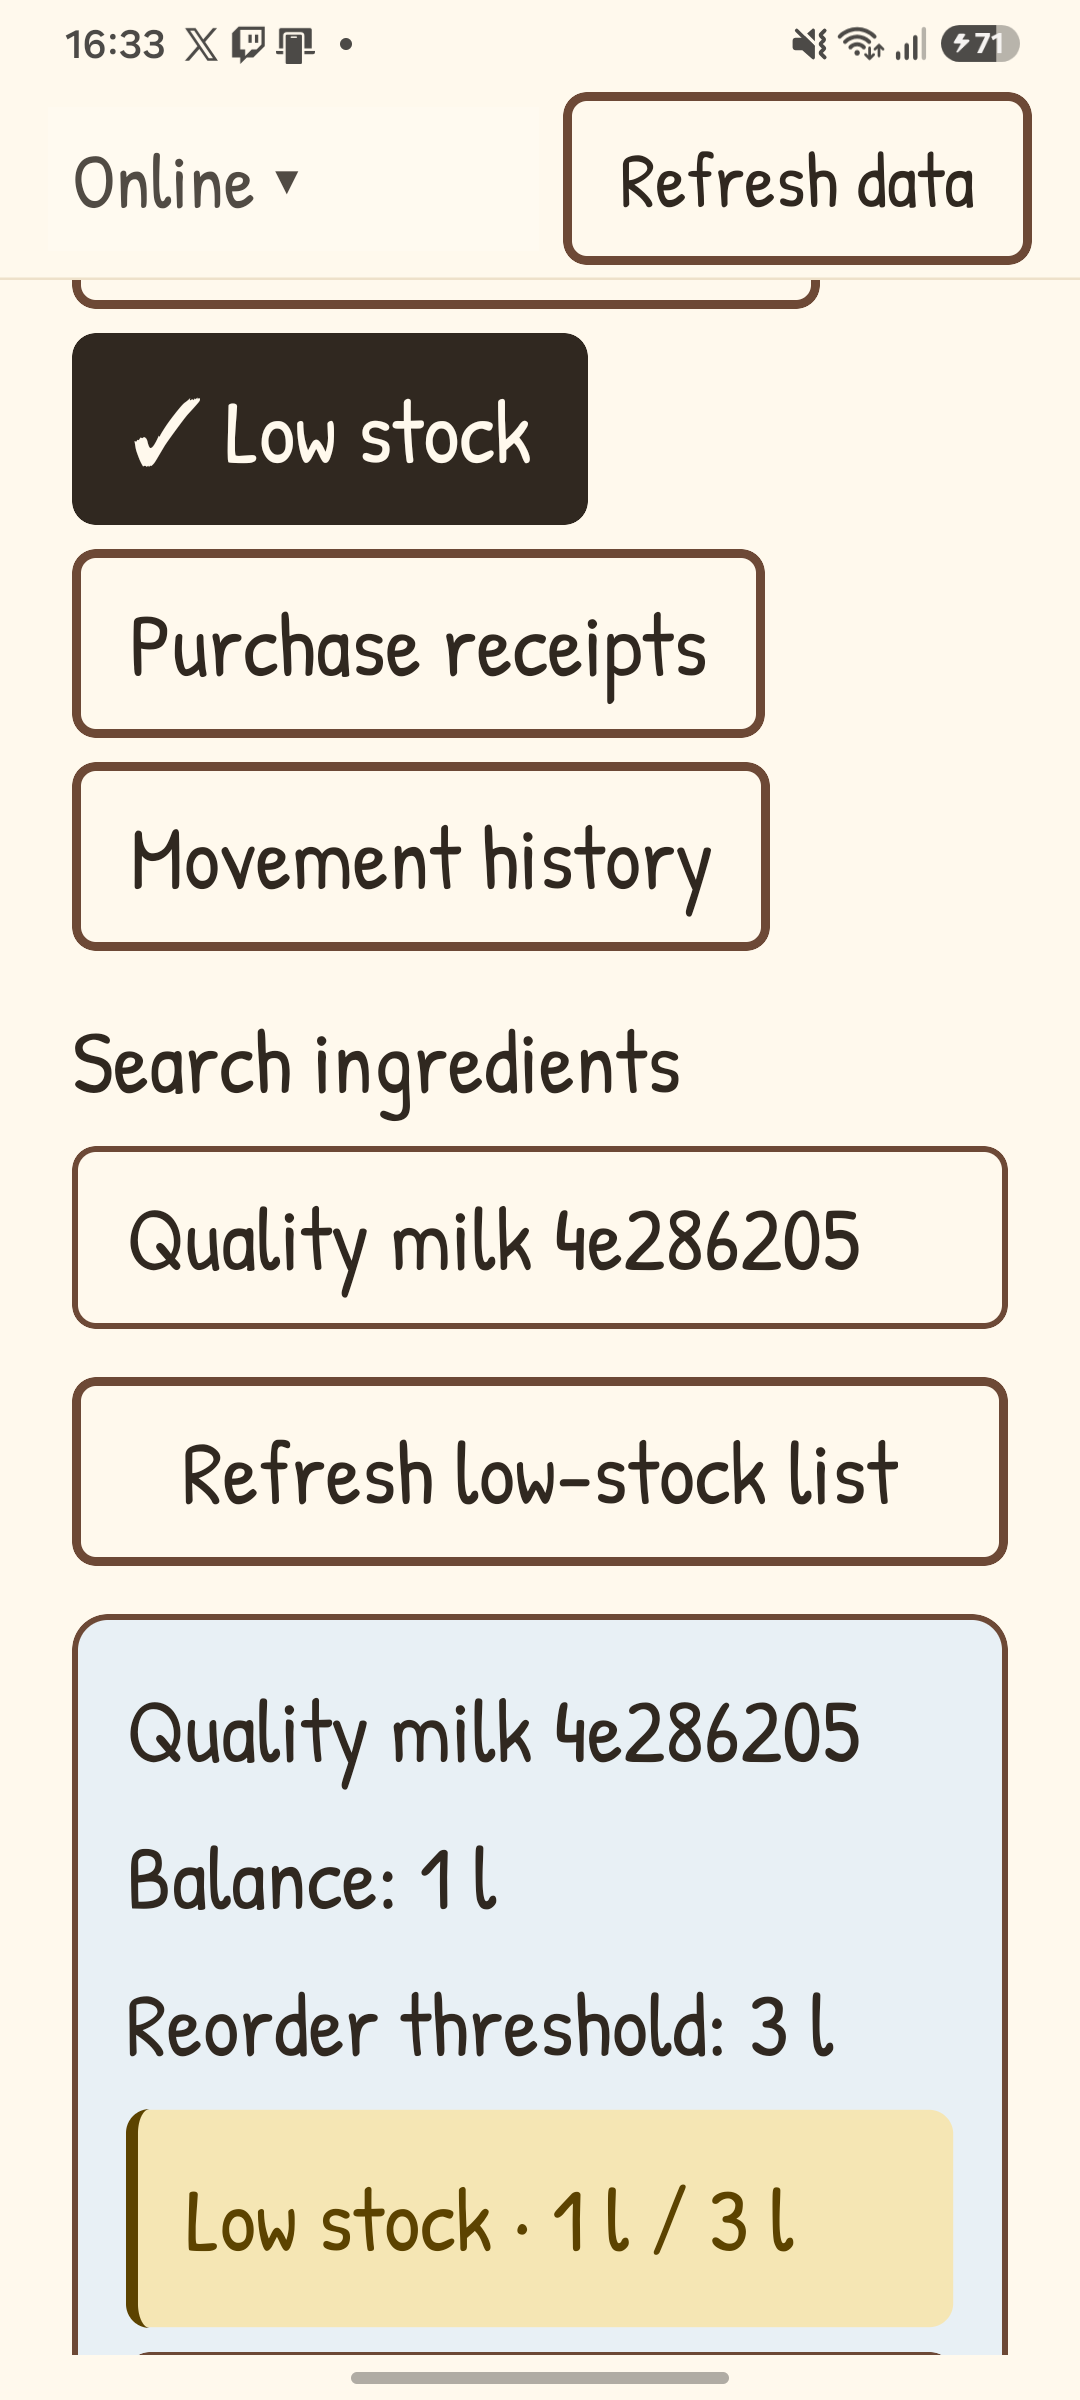 16:33
71
Online ▼
Refresh data
✓ Low stock
Purchase receipts
Movement history
Search ingredients
Quality milk 4e286205
Refresh low-stock list
Quality milk 4e286205
Balance: 1 l
Reorder threshold: 3 l
Low stock · 1 l / 3 l